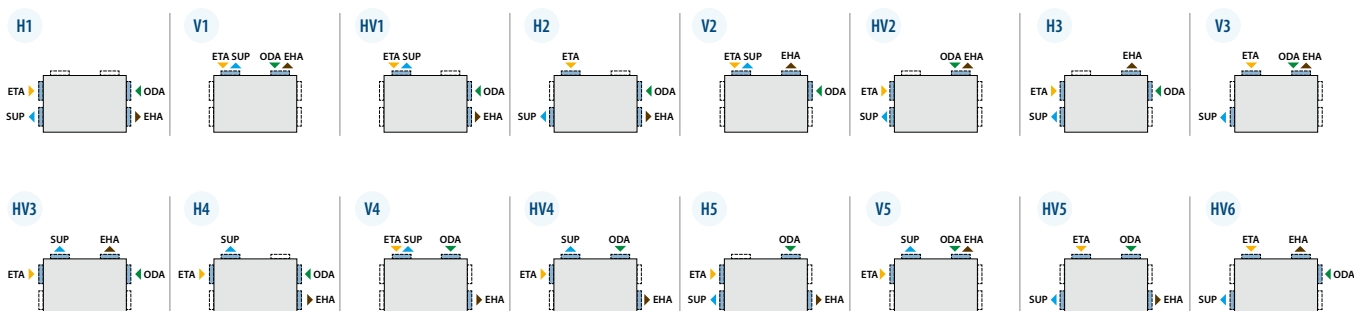 H1 V1 HV1 H2 V2 HV2 H3 V3
ETA SUP ODA EHA ETA SUP ETA ETA SUP EHA ODA EHA EHA ETA ODA EHA
ETA ODA ODA ODA ODA ETA ETA ODA
SUP EHA EHA SUP EHA SUP SUP SUP
HV3 H4 V4 HV4 H5 V5 HV5 HV6
SUP EHA SUP ETA SUP ODA SUP ODA ODA SUP ODA EHA ETA ODA ETA EHA
ETA ODA ETA ODA ETA ETA ETA ODA
EHA EHA EHA SUP EHA SUP EHA SUP